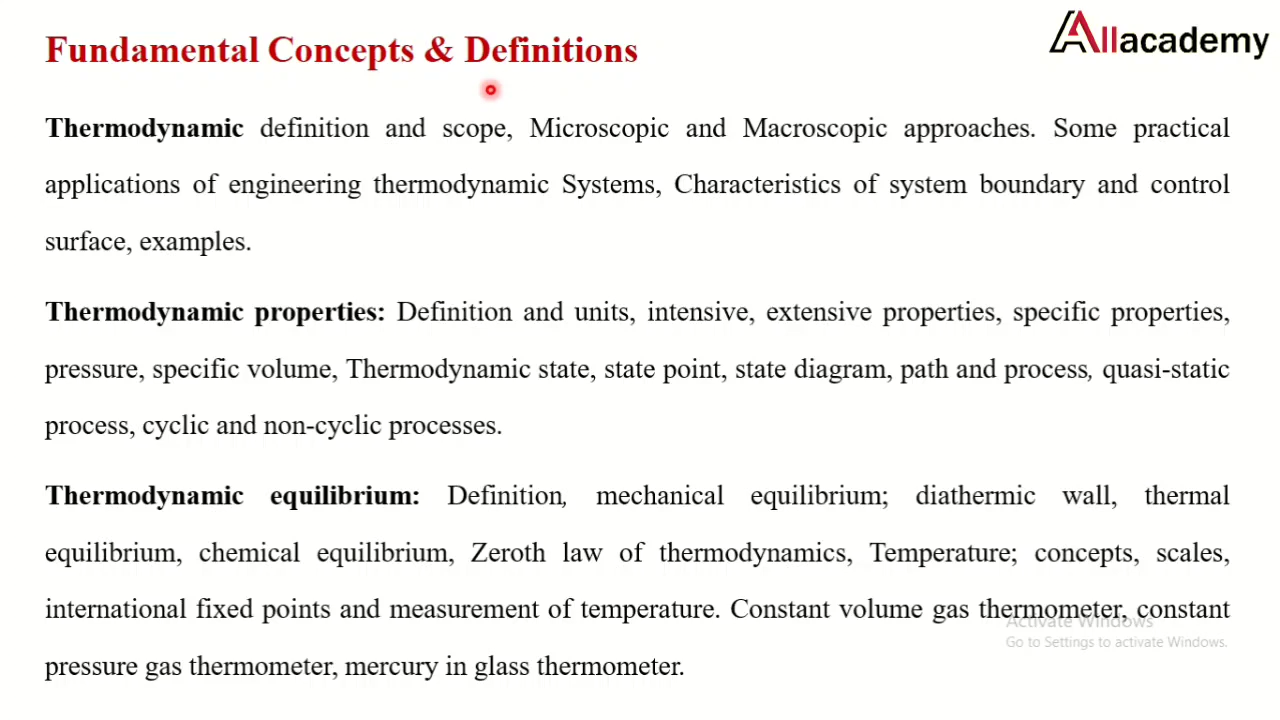 Fundamental Concepts & Definitions
Allacademy
Thermodynamic definition and scope, Microscopic and Macroscopic approaches. Some practical
applications of engineering thermodynamic Systems, Characteristics of system boundary and control
surface, examples.
Thermodynamic properties: Definition and units, intensive, extensive properties, specific properties,
pressure, specific volume, Thermodynamic state, state point, state diagram, path and process, quasi-static
process, cyclic and non-cyclic processes.
Thermodynamic equilibrium: Definition, mechanical equilibrium; diathermic wall, thermal
equilibrium, chemical equilibrium, Zeroth law of thermodynamics, Temperature; concepts, scales,
international fixed points and measurement of temperature. Constant volume gas thermometer, constant
Activate Windows
Go to Settings to activate Windows.
pressure gas thermometer, mercury in glass thermometer.